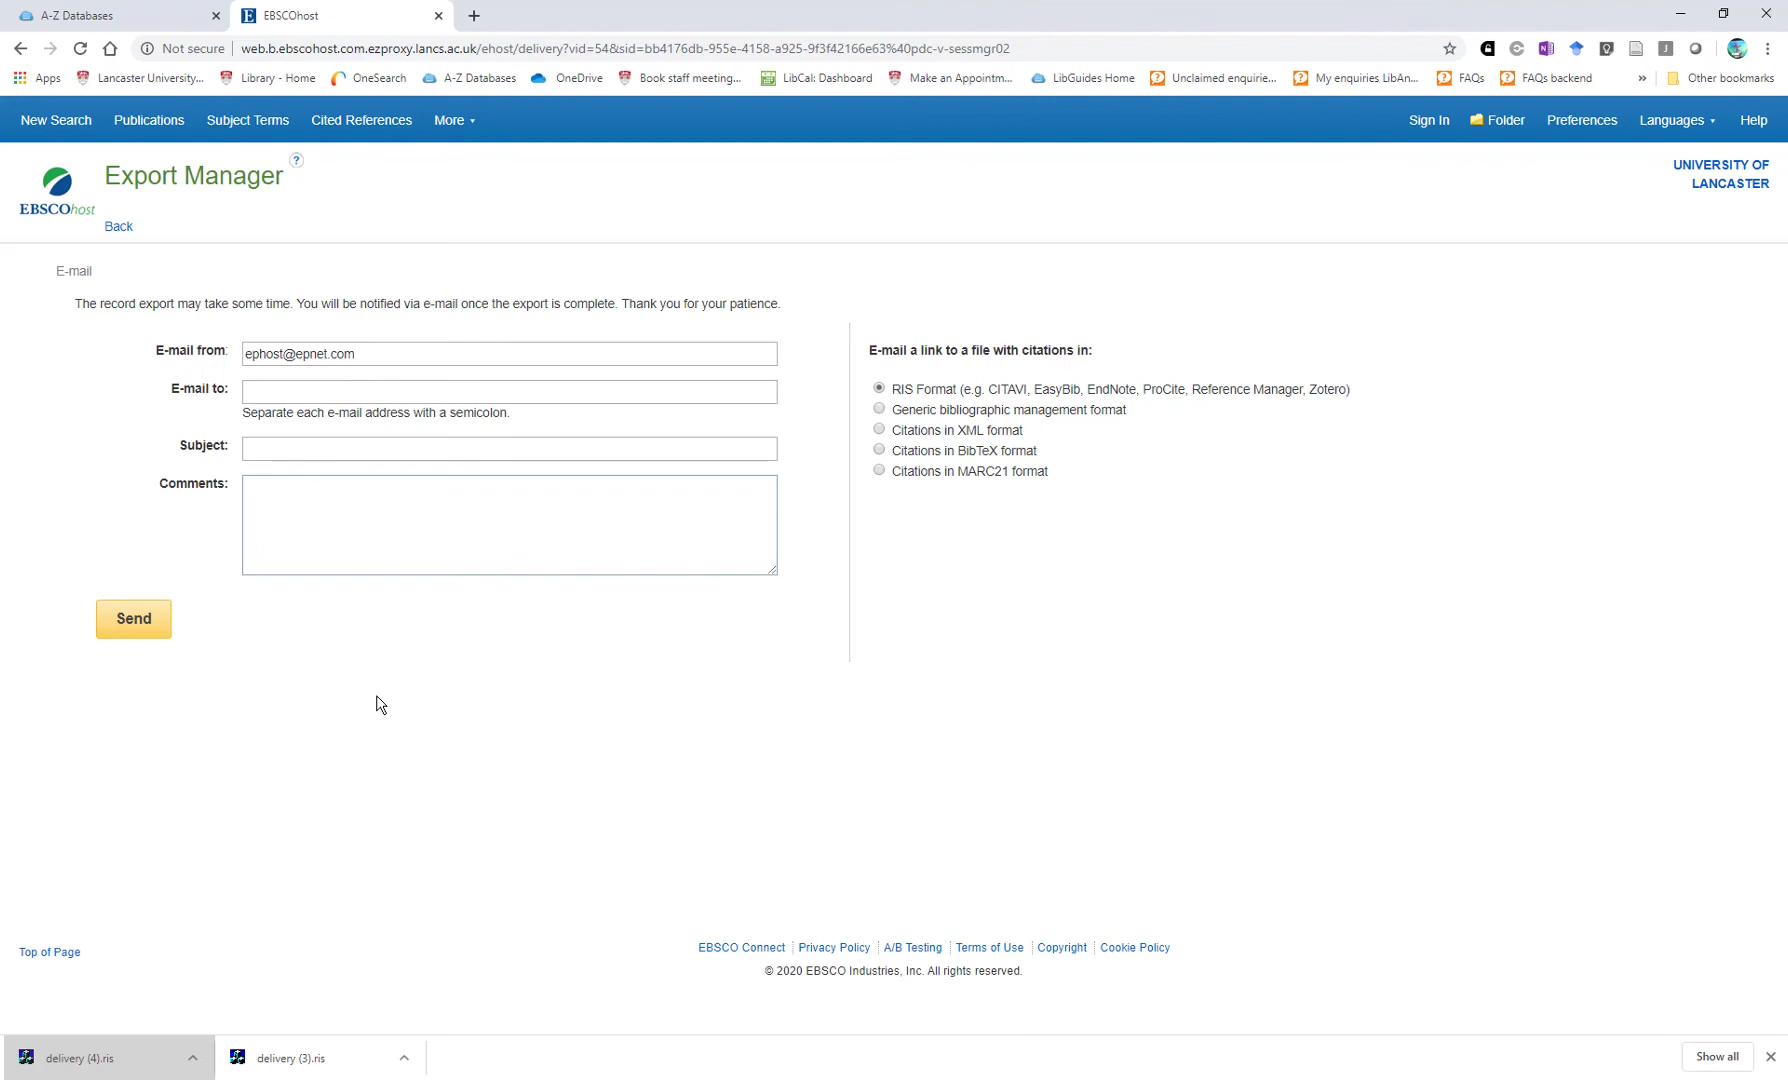 A-Z Databases
EBSCOhost
Not secure
web.b.ebscohost.com.ezproxy.lancs.ac.uk/ehost/delivery?vid=54&sid=bb4176db-955e-4158-a925-9f3f42166e63%40pdc-v-sessmgr02
Apps Lancaster University... Library - Home OneSearch A-Z Databases OneDrive Book staff meeting... LibCal: Dashboard Make an Appointm... LibGuides Home Unclaimed enquirie... My enquiries LibAn... FAQs FAQs backend » Other bookmarks
New Search Publications Subject Terms Cited References More Sign In Folder Preferences Languages Help
EBSCOhost
Export Manager ?
Back
UNIVERSITY OF
LANCASTER
E-mail
The record export may take some time. You will be notified via e-mail once the export is complete. Thank you for your patience.
E-mail from: ephost@epnet.com
E-mail to:
Separate each e-mail address with a semicolon.
Subject:
Comments:
Send
E-mail a link to a file with citations in:
RIS Format (e.g. CITAVI, EasyBib, EndNote, ProCite, Reference Manager, Zotero)
Generic bibliographic management format
Citations in XML format
Citations in BibTeX format
Citations in MARC21 format
Top of Page
EBSCO Connect Privacy Policy A/B Testing Terms of Use Copyright Cookie Policy
© 2020 EBSCO Industries, Inc. All rights reserved.
delivery (4).ris
delivery (3).ris
Show all